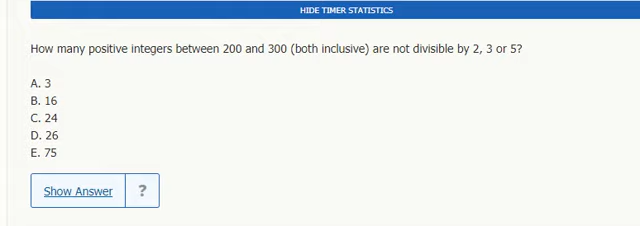 HIDE TIMER STATISTICS
How many positive integers between 200 and 300 (both inclusive) are not divisible by 2, 3 or 5?
A. 3
B. 16
C. 24
D. 26
E. 75
Show Answer ?